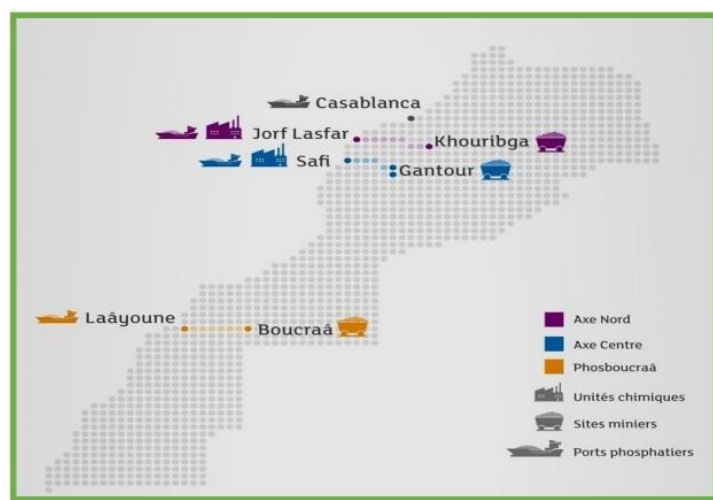 Casablanca
Jorf Lasfar
Khouribga
Safi
Gantour
Laâyoune
Boucraâ
Axe Nord
Axe Centre
Phosboucraâ
Unités chimiques
Sites miniers
Ports phosphatiers